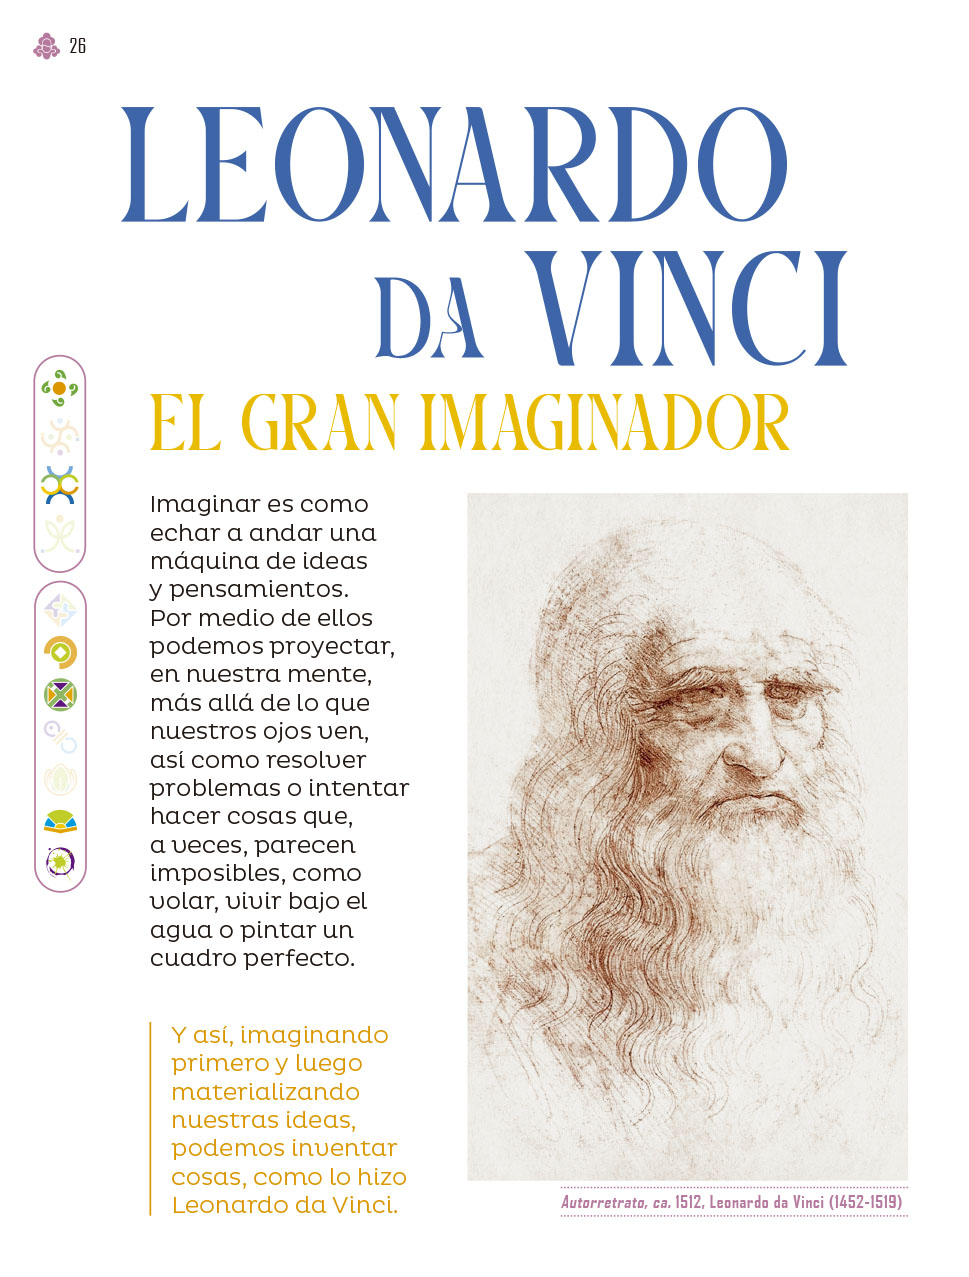 26
LEONARDO
DA VINCI
EL GRAN IMAGINADOR
Imaginar es como
echar a andar una
máquina de ideas
y pensamientos.
Por medio de ellos
podemos proyectar,
en nuestra mente,
más allá de lo que
nuestros ojos ven,
así como resolver
problemas o intentar
hacer cosas que,
a veces, parecen
imposibles, como
volar, vivir bajo el
agua o pintar un
cuadro perfecto.
Y así, imaginando
primero y luego
materializando
nuestras ideas,
podemos inventar
cosas, como lo hizo
Leonardo da Vinci.
Autorretrato, ca. 1512, Leonardo da Vinci (1452-1519)